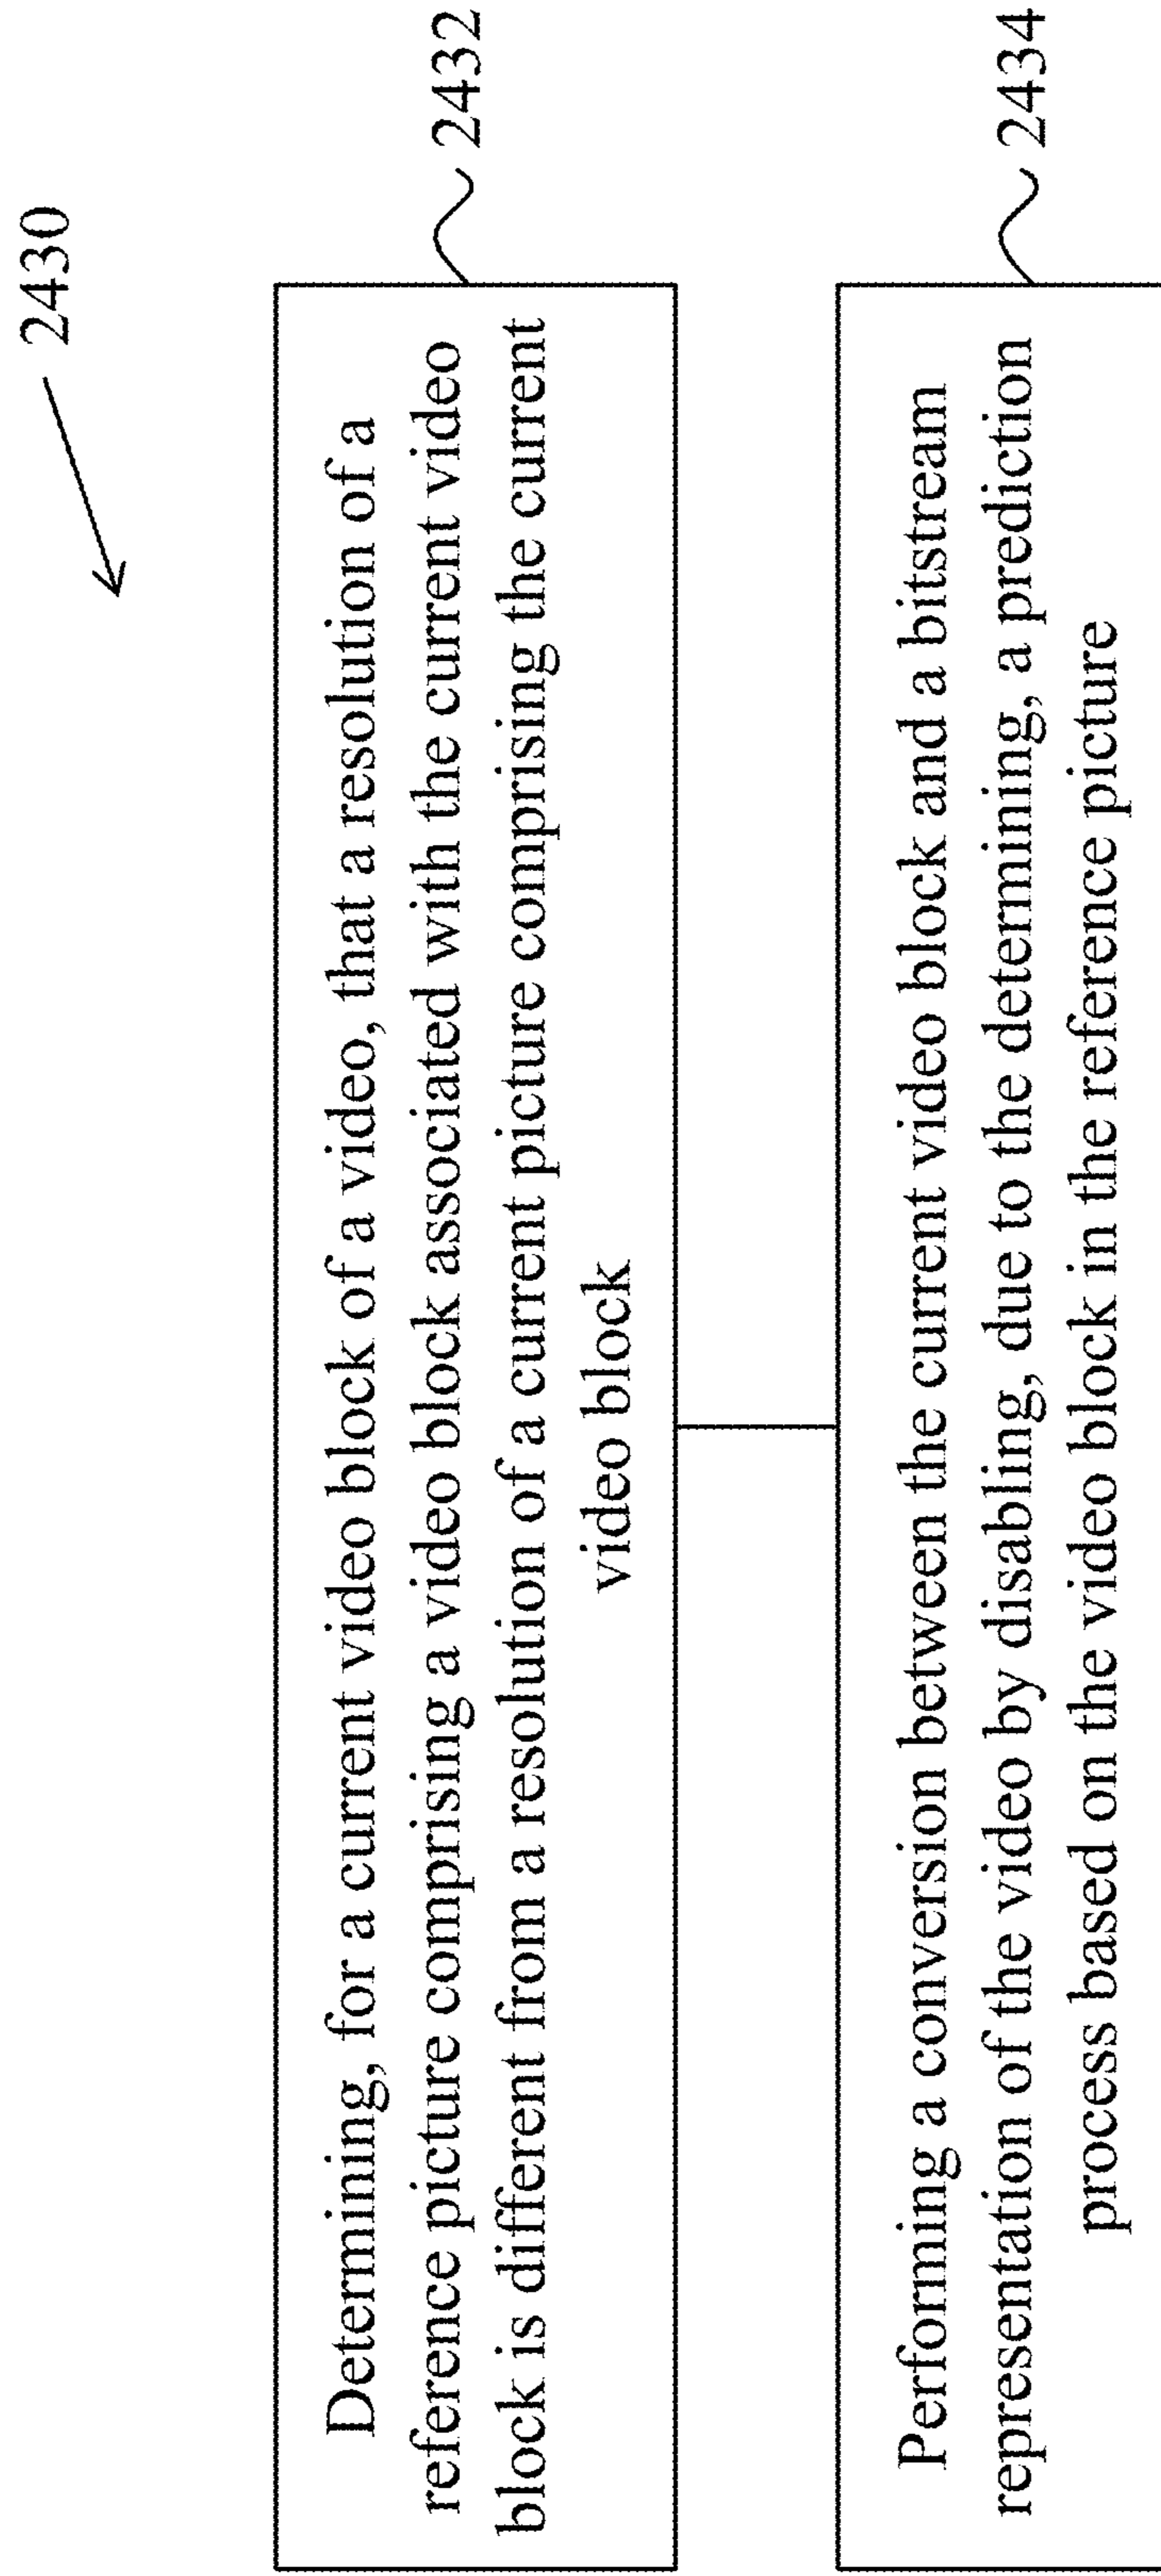 2430
Determining, for a current video block of a video, that a resolution of a
reference picture comprising a video block associated with the current video
block is different from a resolution of a current picture comprising the current
video block
2432
Performing a conversion between the current video block and a bitstream
representation of the video by disabling, due to the determining, a prediction
process based on the video block in the reference picture
2434